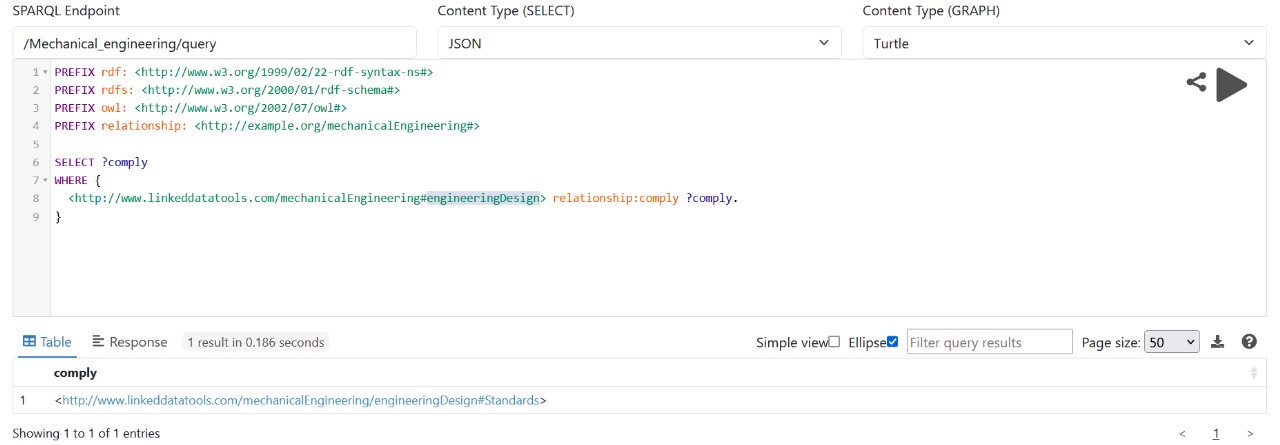 SPARQL Endpoint Content Type (SELECT) Content Type (GRAPH)
/Mechanical_engineering/query JSON Turtle
1 PREFIX rdf: <http://www.w3.org/1999/02/22-rdf-syntax-ns#>
2 PREFIX rdfs: <http://www.w3.org/2000/01/rdf-schema#>
3 PREFIX owl: <http://www.w3.org/2002/07/owl#>
4 PREFIX relationship: <http://example.org/mechanicalEngineering#>
5
6 SELECT ?comply
7 WHERE {
8 <http://www.linkeddatatools.com/mechanicalEngineering#engineeringDesign> relationship:comply ?comply.
9 }
Table Response 1 result in 0.186 seconds Simple view Ellipse Filter query results Page size: 50 ?
comply
1 <http://www.linkeddatatools.com/mechanicalEngineering/engineeringDesign#Standards>
Showing 1 to 1 of 1 entries < 1 >